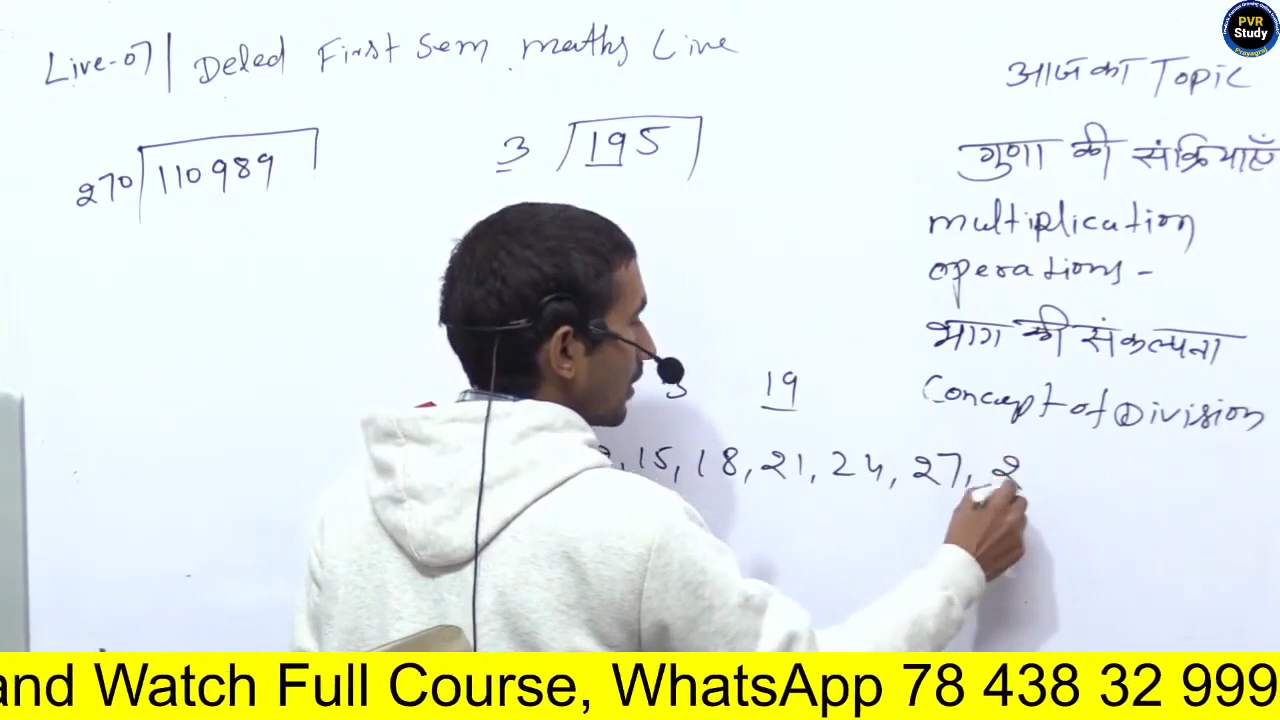 Live-07 | Deled First Sem maths Live
PVR
Study
Prayagraj
आज का Topic
270 110989
3 195
गुणा की संक्रियाएँ
multiplication
operations -
भाग की संकल्पना
Concept of Division
3 19
15, 18, 21, 24, 27, 2
and Watch Full Course, WhatsApp 78 438 32 999